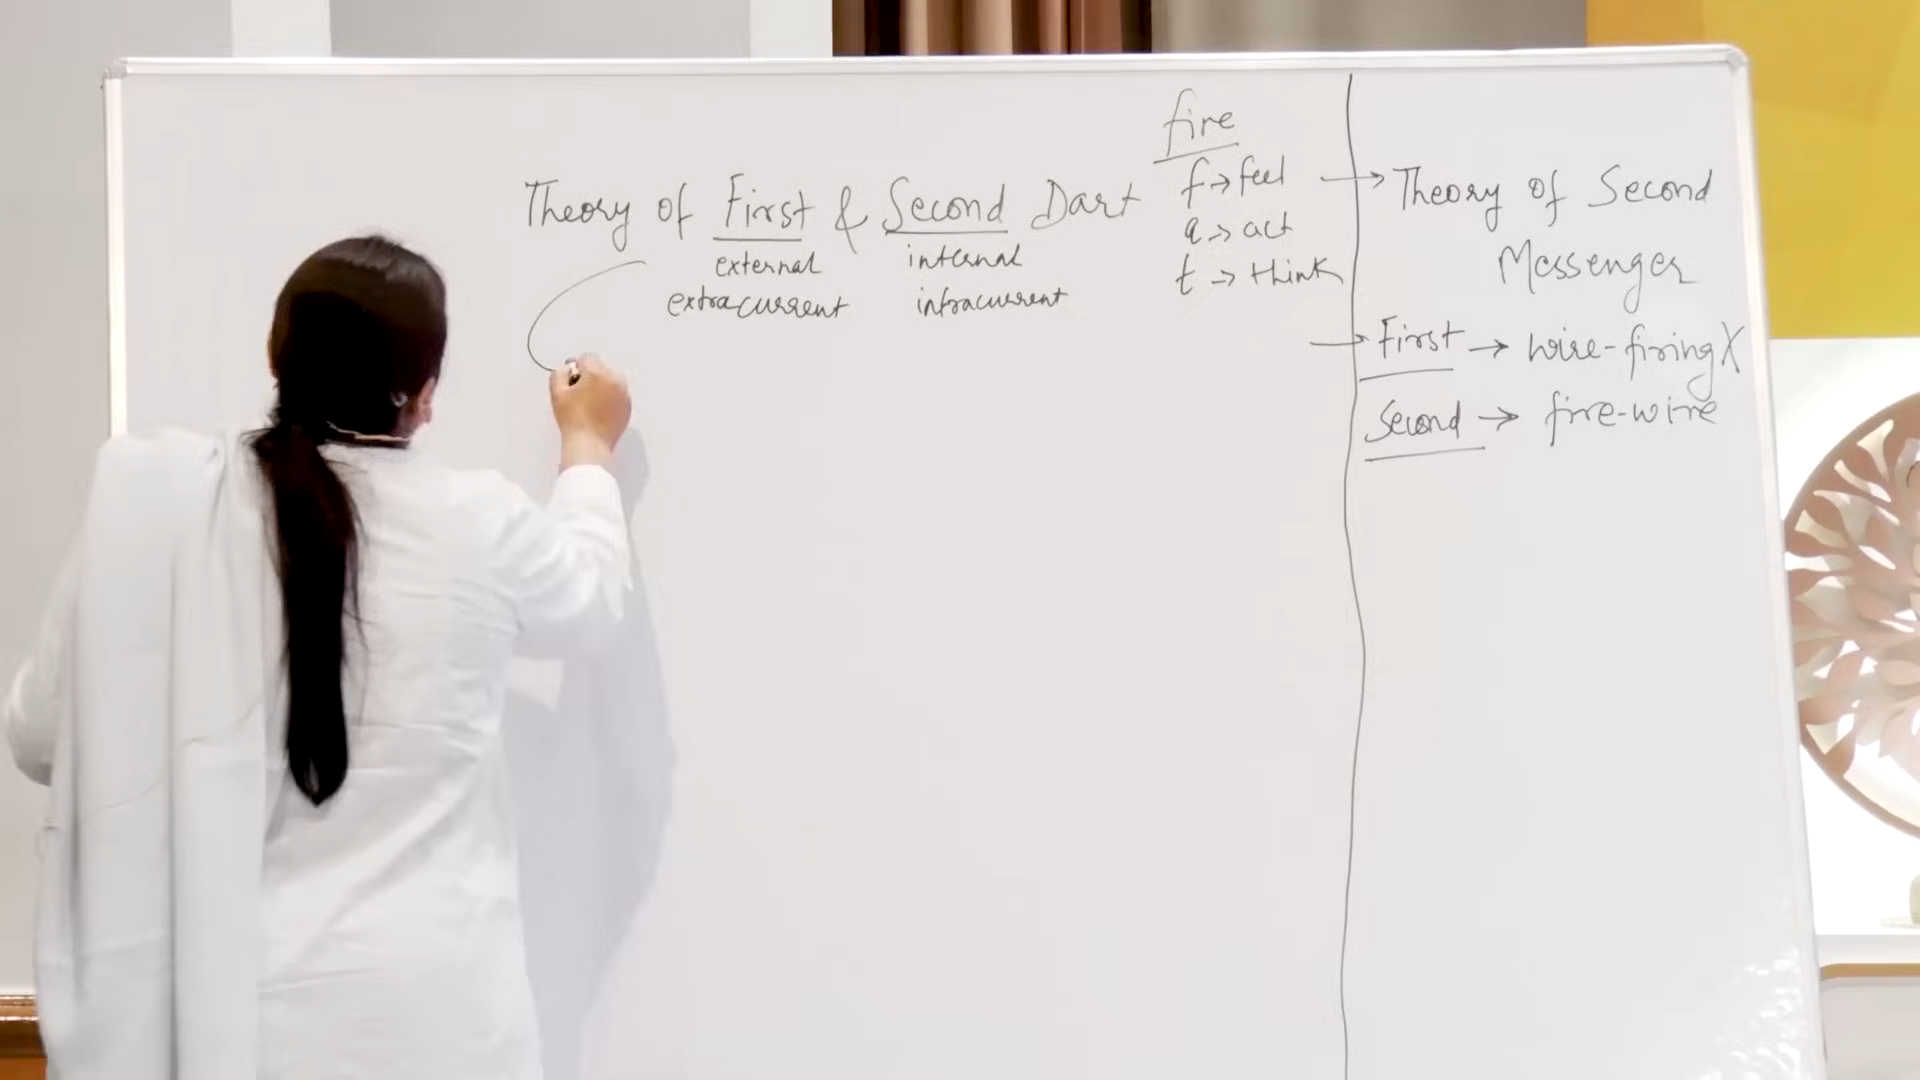 Theory of First & Second Dart
external internal
extracurrent intracurrent
fire
f → feel
a → act
t → think
→ Theory of Second
Messenger
→ First → wire-firing X
Second → fire-wire